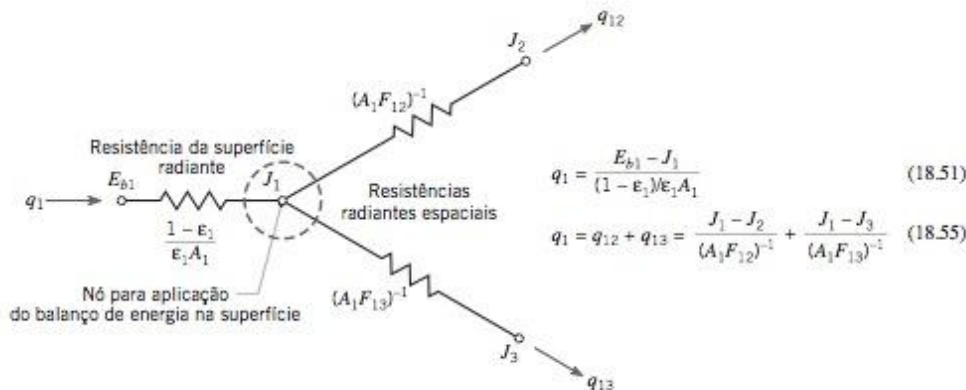 q₁₂
J₂
(A₁F₁₂)⁻¹
Resistência da superfície
radiante
E_b1
J₁
q₁
Resistências
radiantes espaciais
q₁ = (E_b1 – J₁) / ((1 – ε₁)/ε₁A₁) (18.51)
(1 – ε₁) / (ε₁A₁)
q₁ = q₁₂ + q₁₃ = (J₁ – J₂) / (A₁F₁₂)⁻¹ + (J₁ – J₃) / (A₁F₁₃)⁻¹ (18.55)
(A₁F₁₃)⁻¹
Nó para aplicação
do balanço de energia na superfície
J₃
q₁₃